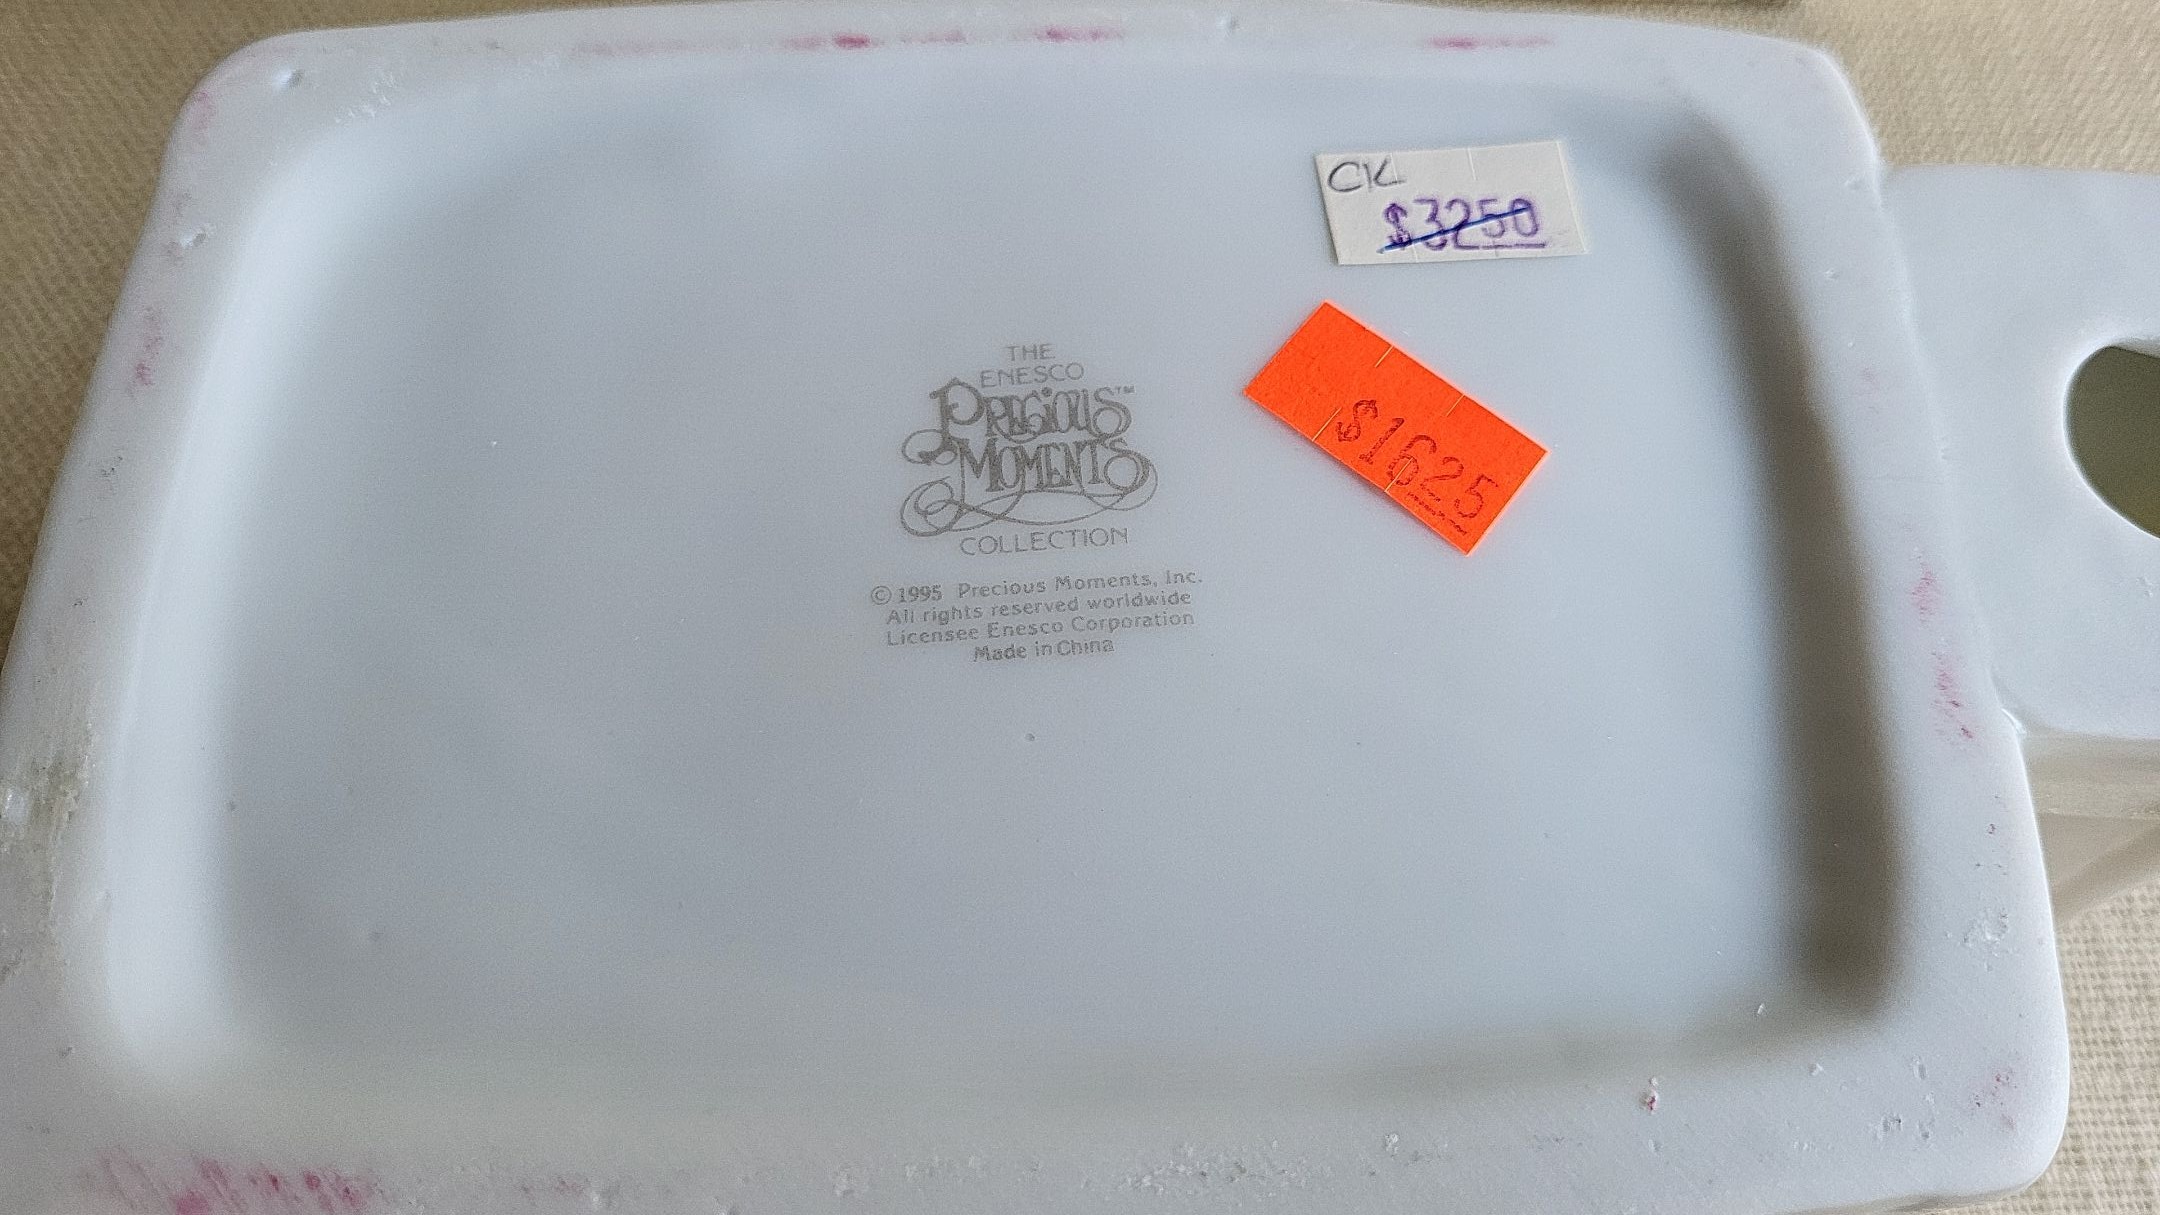 CK
$3250
THE
ENESCO
PRECIOUS™
MOMENTS
COLLECTION
$1625
© 1995 Precious Moments, Inc.
All rights reserved worldwide
Licensee Enesco Corporation
Made in China